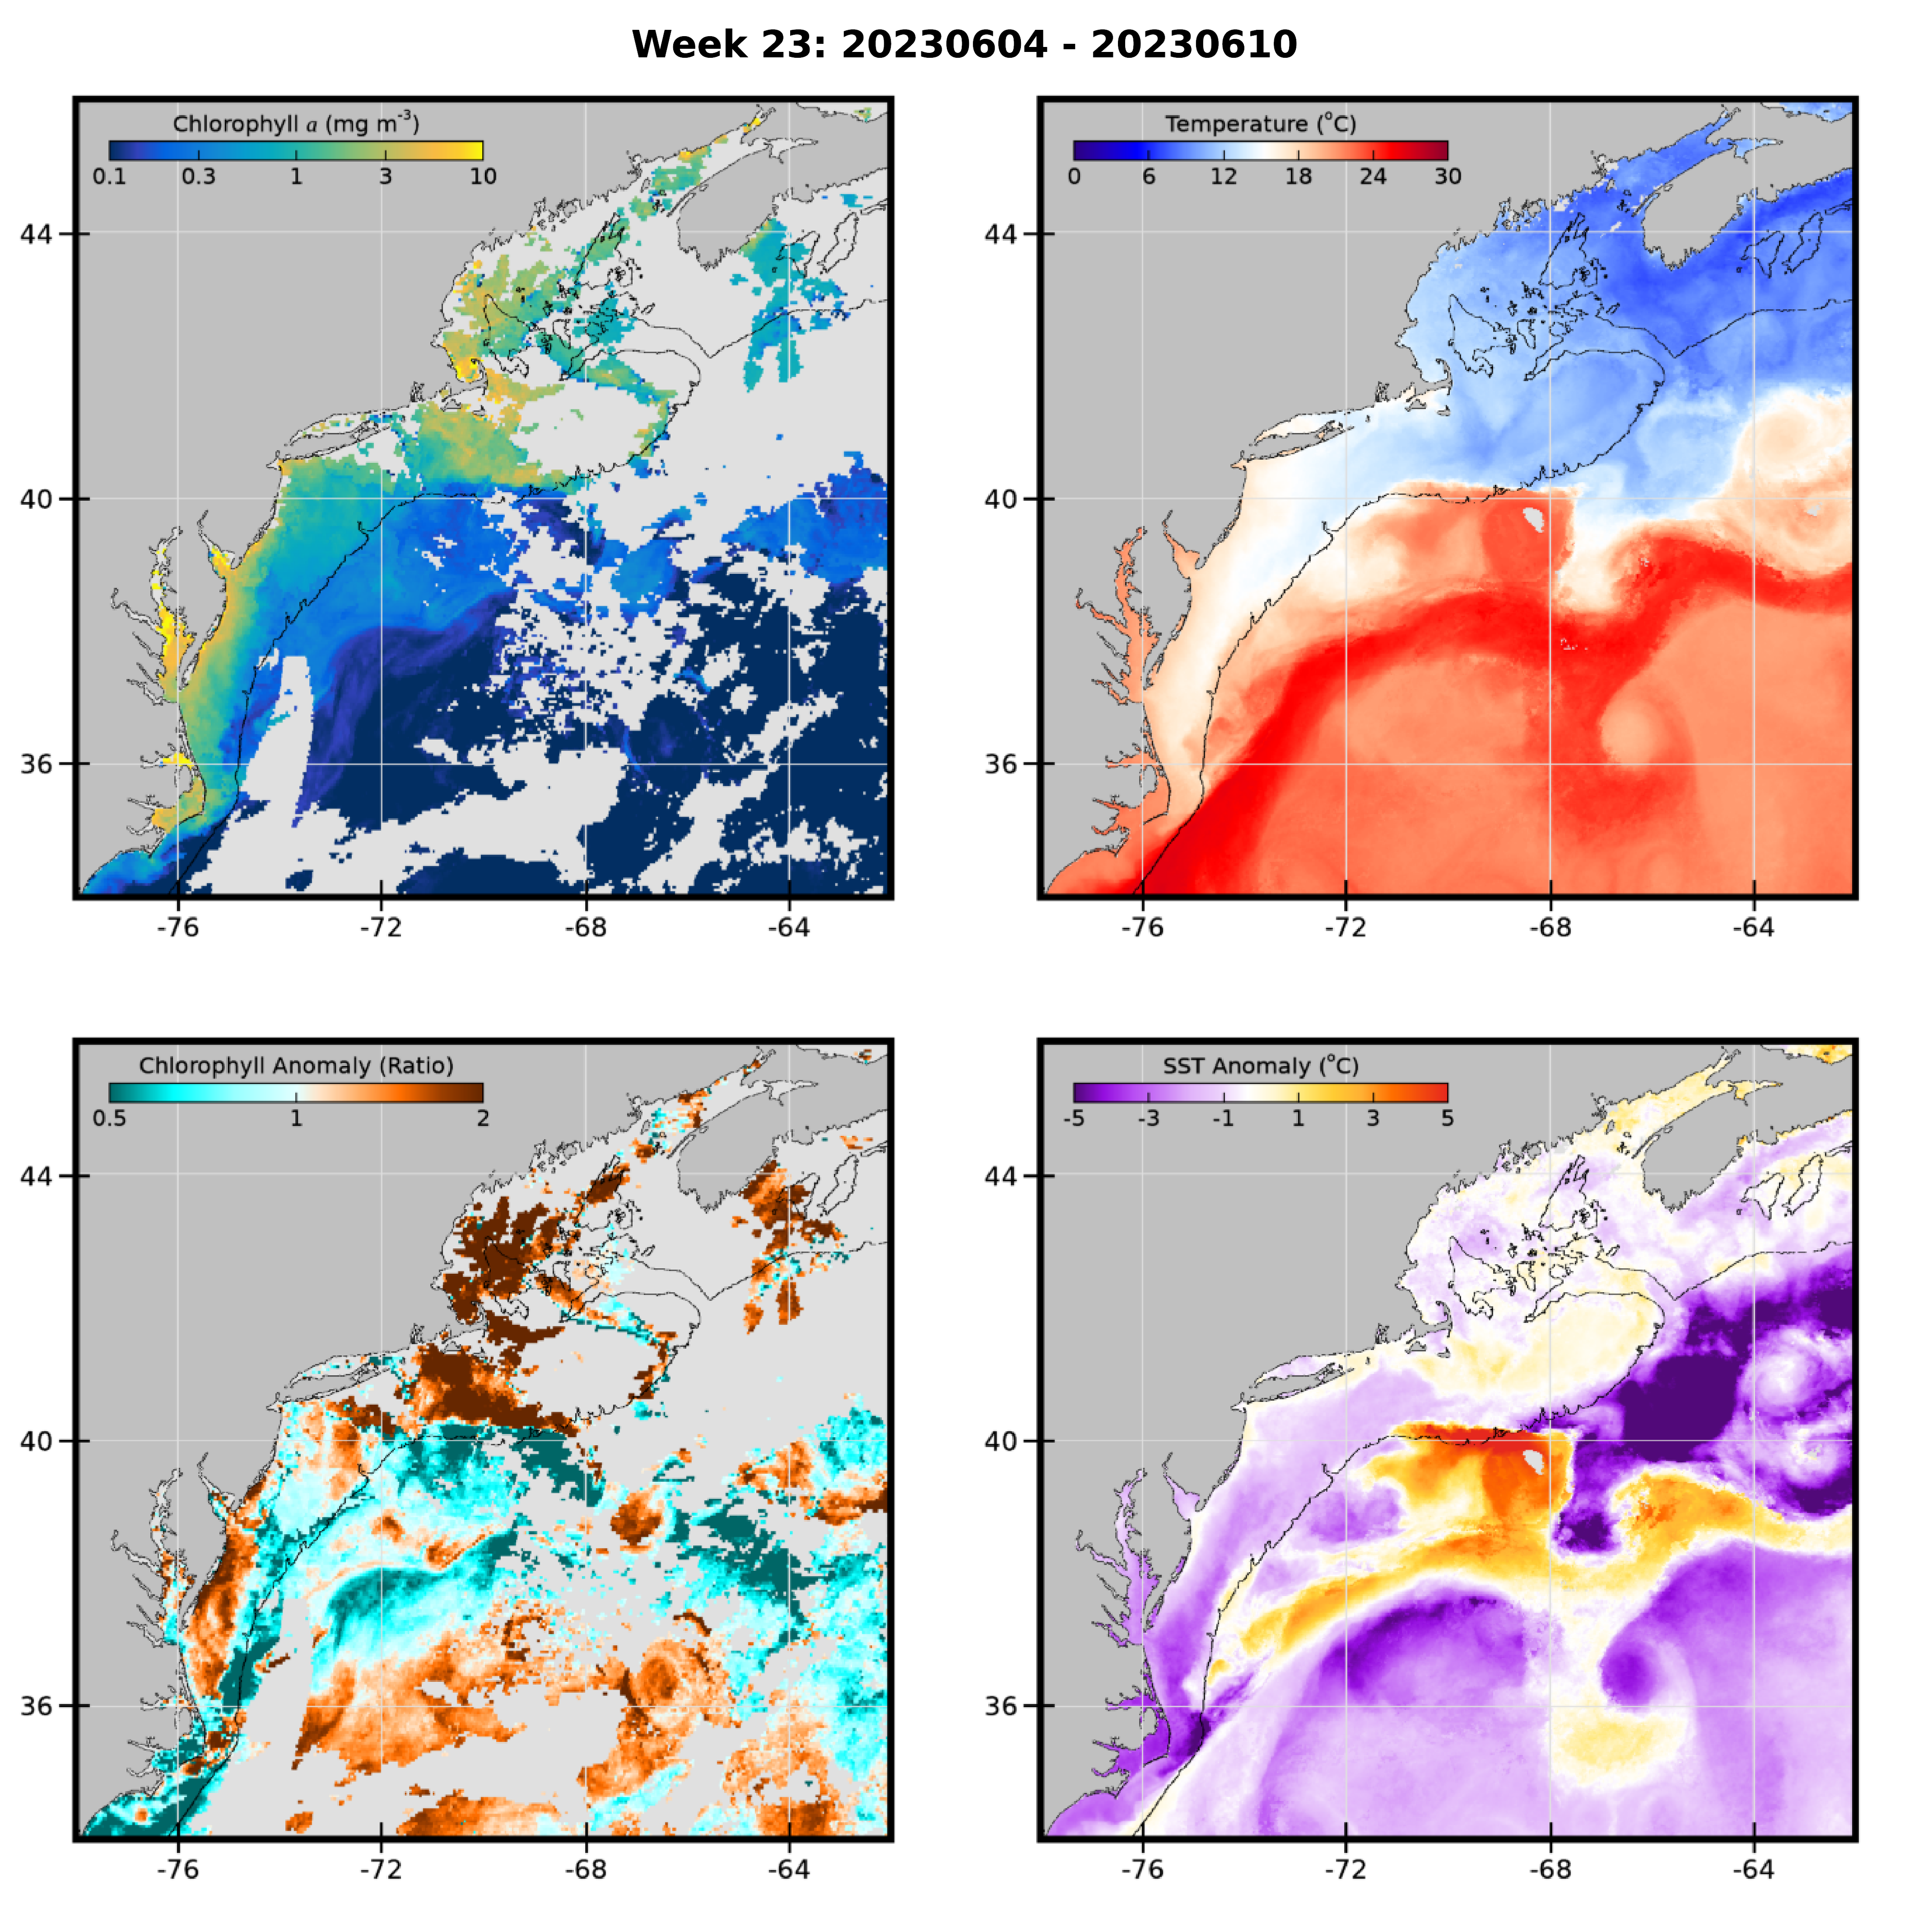 Week 23: 20230604 - 20230610
Chlorophyll a (mg m-3)
0.1 0.3 1 3 10
44
40
36
-76 -72 -68 -64
Temperature (°C)
0 6 12 18 24 30
44
40
36
-76 -72 -68 -64
Chlorophyll Anomaly (Ratio)
0.5 1 2
44
40
36
-76 -72 -68 -64
SST Anomaly (°C)
-5 -3 -1 1 3 5
44
40
36
-76 -72 -68 -64